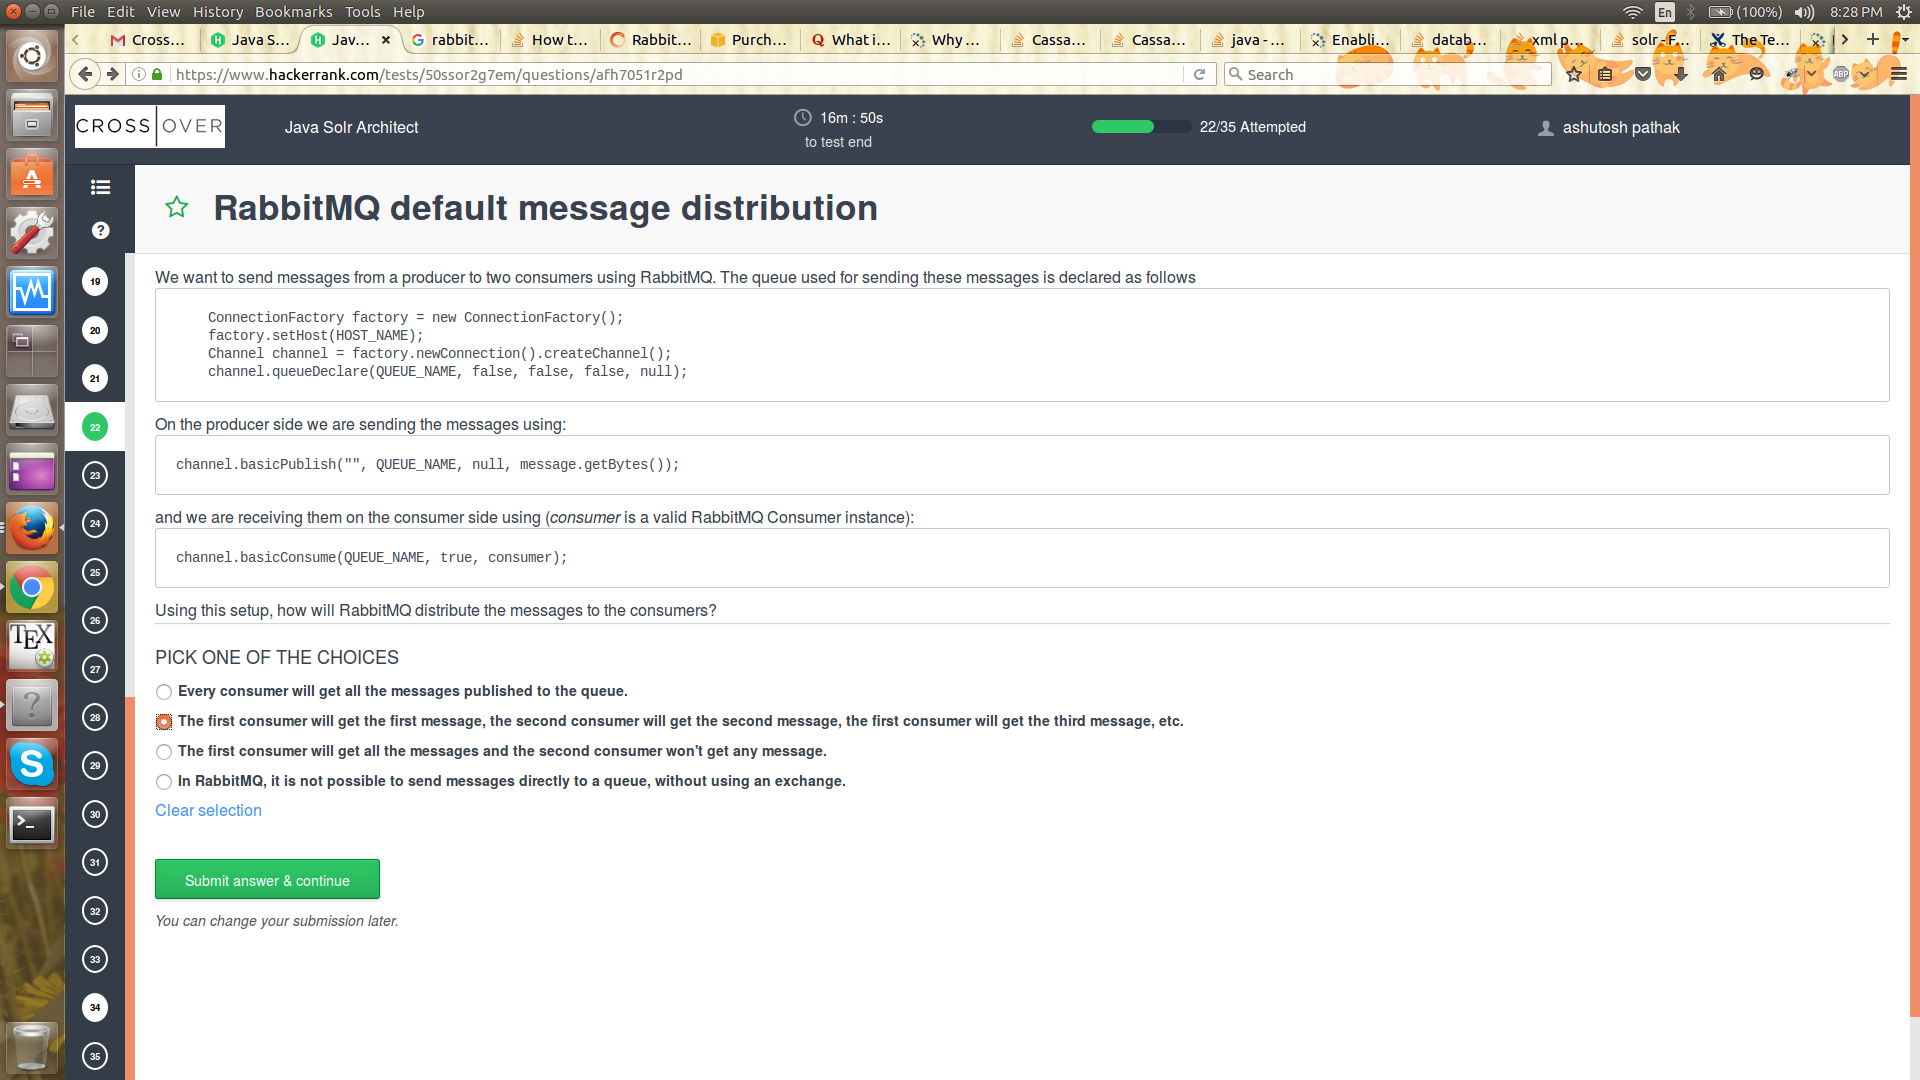 File Edit View History Bookmarks Tools Help
En (100%) 8:28 PM
Cross... Java S... Jav... rabbit... How t... Rabbit... Purch... What i... Why ... Cassa... Cassa... java - ... Enabli... datab... xml p... solr - F... The Te...
https://www.hackerrank.com/tests/50ssor2g7em/questions/afh7051r2pd
Search
ABP
CROSS OVER
Java Solr Architect
16m : 50s
to test end
22/35 Attempted
ashutosh pathak
RabbitMQ default message distribution
We want to send messages from a producer to two consumers using RabbitMQ. The queue used for sending these messages is declared as follows
ConnectionFactory factory = new ConnectionFactory();
factory.setHost(HOST_NAME);
Channel channel = factory.newConnection().createChannel();
channel.queueDeclare(QUEUE_NAME, false, false, false, null);
On the producer side we are sending the messages using:
channel.basicPublish("", QUEUE_NAME, null, message.getBytes());
and we are receiving them on the consumer side using (consumer is a valid RabbitMQ Consumer instance):
channel.basicConsume(QUEUE_NAME, true, consumer);
Using this setup, how will RabbitMQ distribute the messages to the consumers?
PICK ONE OF THE CHOICES
Every consumer will get all the messages published to the queue.
The first consumer will get the first message, the second consumer will get the second message, the first consumer will get the third message, etc.
The first consumer will get all the messages and the second consumer won't get any message.
In RabbitMQ, it is not possible to send messages directly to a queue, without using an exchange.
Clear selection
Submit answer & continue
You can change your submission later.
19
20
21
22
23
24
25
26
27
28
29
30
31
32
33
34
35
TEX